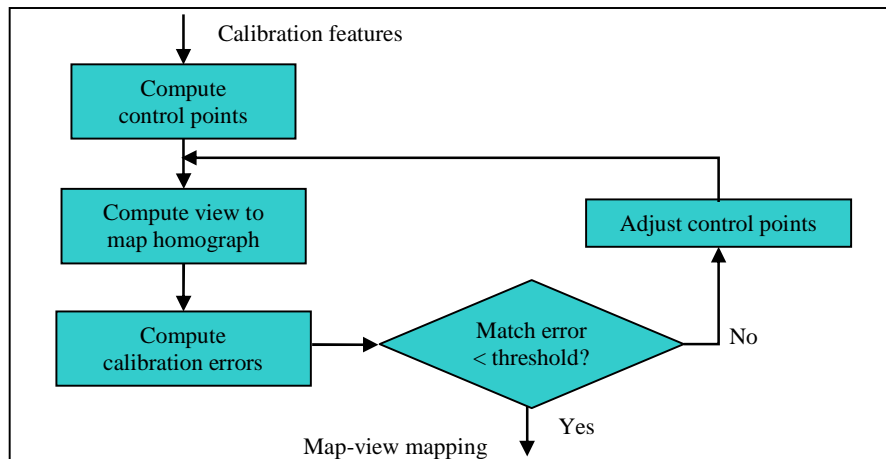 Calibration features
Compute
control points
Compute view to
map homograph
Adjust control points
Compute
calibration errors
Match error
< threshold?
No
Yes
Map-view mapping